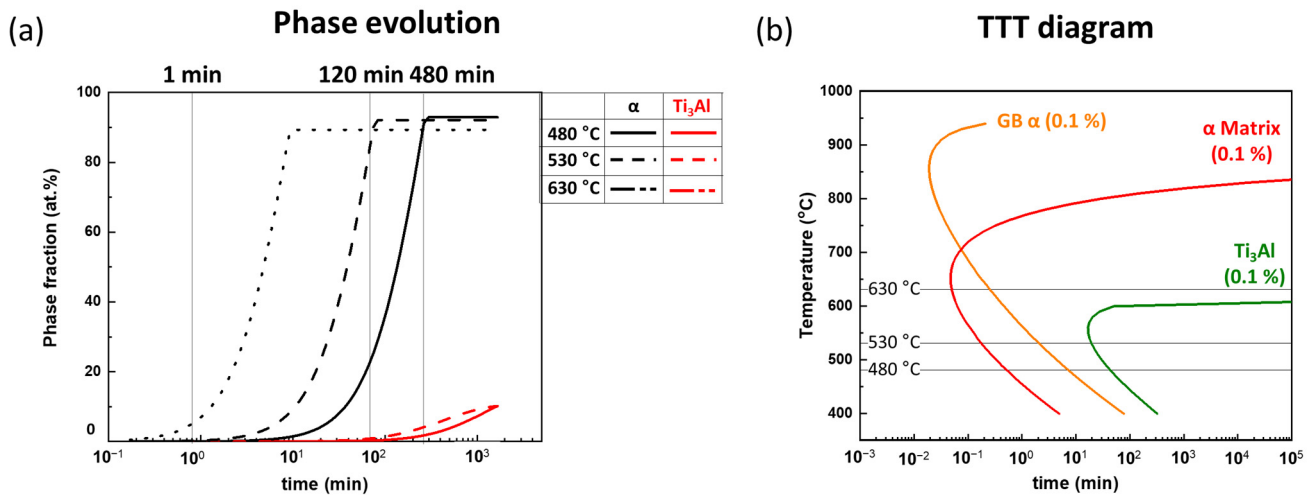 (a)
Phase evolution
1 min 120 min 480 min
100
80
60
40
20
0
Phase fraction (at.%)
10⁻¹ 10⁰ 10¹ 10² 10³
time (min)
α Ti₃Al
480 °C
530 °C
630 °C
(b)
TTT diagram
1000
900
800
700
600
500
400
Temperature (°C)
GB α (0.1 %)
α Matrix
(0.1 %)
Ti₃Al
(0.1 %)
630 °C
530 °C
480 °C
10⁻³ 10⁻² 10⁻¹ 10⁰ 10¹ 10² 10³ 10⁴ 10⁵
time (min)